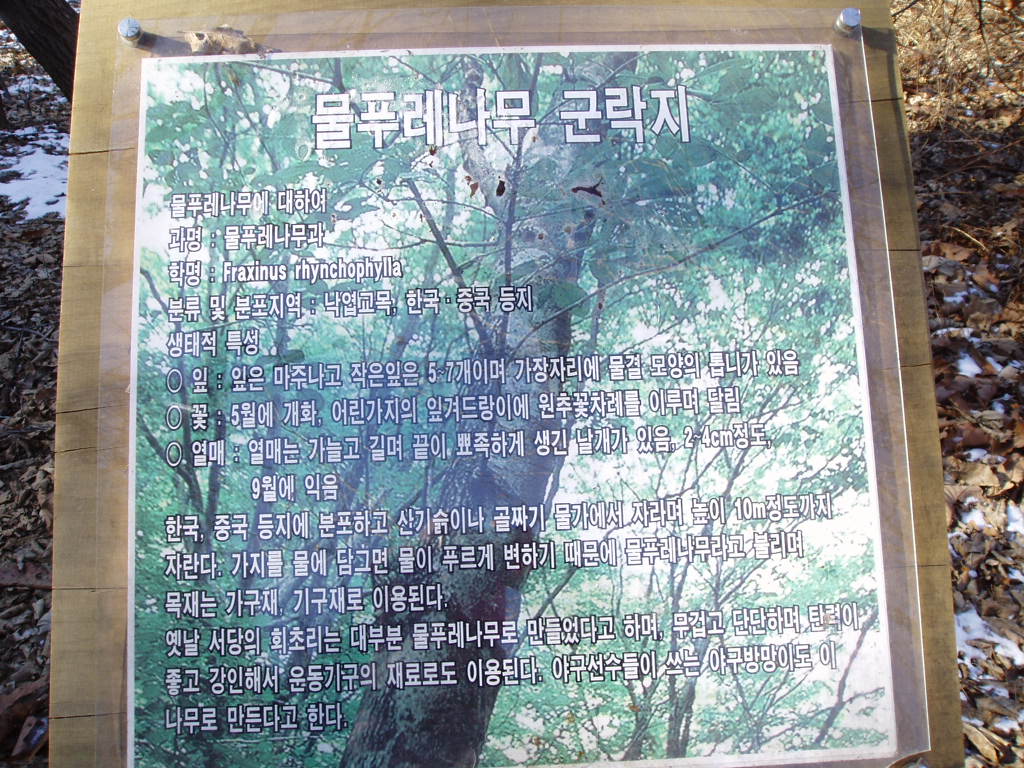 물푸레나무 군락지
물푸레나무에 대하여
과명 : 물푸레나무과
학명 : Fraxinus rhynchophylla
분류 및 분포지역 : 낙엽교목, 한국·중국 등지
생태적 특성
○ 잎 : 잎은 마주나고 작은잎은 5~7개이며 가장자리에 물결 모양의 톱니가 있음
○ 꽃 : 5월에 개화, 어린가지의 잎겨드랑이에 원추꽃차례를 이루며 달림
○ 열매 : 열매는 가늘고 길며 끝이 뾰족하게 생긴 날개가 있음, 2~4cm정도,
9월에 익음
한국, 중국 등지에 분포하고 산기슭이나 골짜기 물가에서 자라며 높이 10m정도까지
자란다. 가지를 물에 담그면 물이 푸르게 변하기 때문에 물푸레나무라고 불리며
목재는 가구재, 기구재로 이용된다.
옛날 서당의 회초리는 대부분 물푸레나무로 만들었다고 하며, 무겁고 단단하며 탄력이
좋고 강인해서 운동기구의 재료로도 이용된다. 야구선수들이 쓰는 야구방망이도 이
나무로 만든다고 한다.